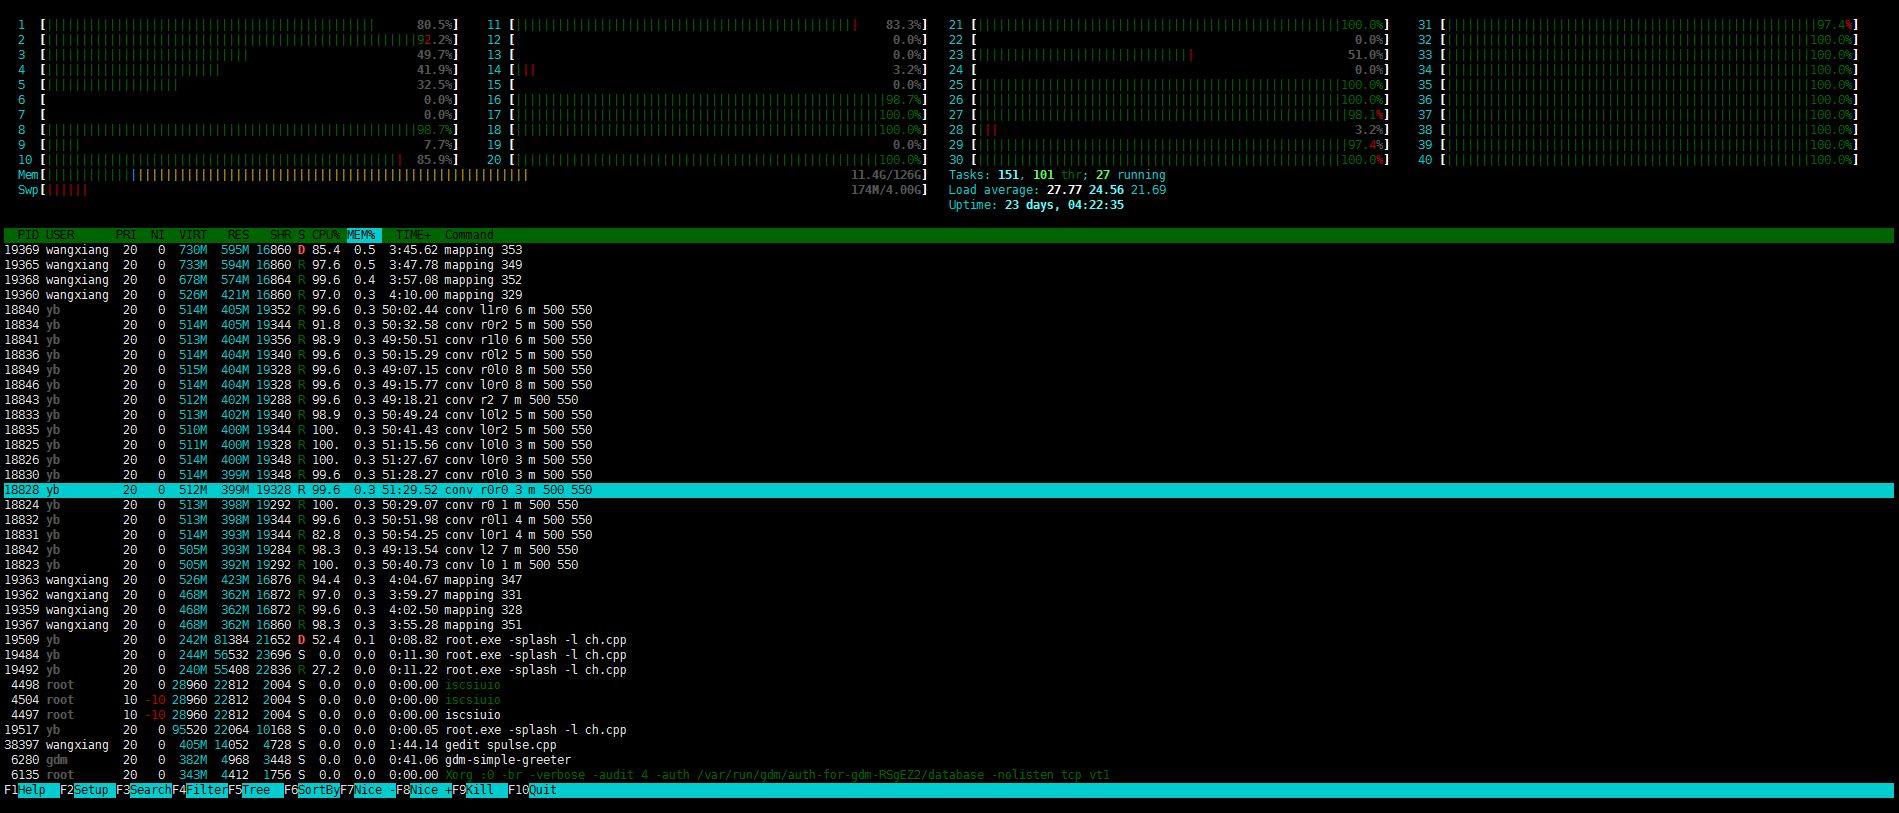 1 [ 80.5%] 11 [ 83.3%] 21 [ 100.0%] 31 [ 97.4%]
2 [ 92.2%] 12 [ 0.0%] 22 [ 0.0%] 32 [ 100.0%]
3 [ 49.7%] 13 [ 0.0%] 23 [ 51.0%] 33 [ 100.0%]
4 [ 41.9%] 14 [ 3.2%] 24 [ 0.0%] 34 [ 100.0%]
5 [ 32.5%] 15 [ 0.0%] 25 [ 100.0%] 35 [ 100.0%]
6 [ 0.0%] 16 [ 98.7%] 26 [ 100.0%] 36 [ 100.0%]
7 [ 0.0%] 17 [ 100.0%] 27 [ 98.1%] 37 [ 100.0%]
8 [ 98.7%] 18 [ 100.0%] 28 [ 3.2%] 38 [ 100.0%]
9 [ 7.7%] 19 [ 0.0%] 29 [ 97.4%] 39 [ 100.0%]
10 [ 85.9%] 20 [ 100.0%] 30 [ 100.0%] 40 [ 100.0%]
Mem[ 11.4G/126G] Tasks: 151, 101 thr; 27 running
Swp[ 174M/4.00G] Load average: 27.77 24.56 21.69
Uptime: 23 days, 04:22:35
PID USER PRI NI VIRT RES SHR S CPU% MEM% TIME+ Command
19369 wangxiang 20 0 730M 595M 16860 D 85.4 0.5 3:45.62 mapping 353
19365 wangxiang 20 0 733M 594M 16860 R 97.6 0.5 3:47.78 mapping 349
19368 wangxiang 20 0 678M 574M 16864 R 99.6 0.4 3:57.08 mapping 352
19360 wangxiang 20 0 526M 421M 16860 R 97.0 0.3 4:10.00 mapping 329
18840 yb 20 0 514M 405M 19352 R 99.6 0.3 50:02.44 conv l1r0 6 m 500 550
18834 yb 20 0 514M 405M 19344 R 91.8 0.3 50:32.58 conv r0r2 5 m 500 550
18841 yb 20 0 513M 404M 19356 R 98.9 0.3 49:50.51 conv r1l0 6 m 500 550
18836 yb 20 0 514M 404M 19340 R 99.6 0.3 50:15.29 conv r0l2 5 m 500 550
18849 yb 20 0 515M 404M 19328 R 99.6 0.3 49:07.15 conv r0l0 8 m 500 550
18846 yb 20 0 514M 404M 19328 R 99.6 0.3 49:15.77 conv l0r0 8 m 500 550
18843 yb 20 0 512M 402M 19288 R 99.6 0.3 49:18.21 conv r2 7 m 500 550
18833 yb 20 0 513M 402M 19340 R 98.9 0.3 50:49.24 conv l0l2 5 m 500 550
18835 yb 20 0 510M 400M 19344 R 100. 0.3 50:41.43 conv l0r2 5 m 500 550
18825 yb 20 0 511M 400M 19328 R 100. 0.3 51:15.56 conv l0l0 3 m 500 550
18826 yb 20 0 514M 400M 19348 R 100. 0.3 51:27.67 conv l0r0 3 m 500 550
18830 yb 20 0 514M 399M 19348 R 99.6 0.3 51:28.27 conv r0l0 3 m 500 550
18828 yb 20 0 512M 399M 19328 R 99.6 0.3 51:29.52 conv r0r0 3 m 500 550
18824 yb 20 0 513M 398M 19292 R 100. 0.3 50:29.07 conv r0 1 m 500 550
18832 yb 20 0 513M 398M 19344 R 99.6 0.3 50:51.98 conv r0l1 4 m 500 550
18831 yb 20 0 514M 393M 19344 R 82.8 0.3 50:54.25 conv l0r1 4 m 500 550
18842 yb 20 0 505M 393M 19284 R 98.3 0.3 49:13.54 conv l2 7 m 500 550
18823 yb 20 0 505M 392M 19292 R 100. 0.3 50:40.73 conv l0 1 m 500 550
19363 wangxiang 20 0 526M 423M 16876 R 94.4 0.3 4:04.67 mapping 347
19362 wangxiang 20 0 468M 362M 16872 R 97.0 0.3 3:59.27 mapping 331
19359 wangxiang 20 0 468M 362M 16872 R 99.6 0.3 4:02.50 mapping 328
19367 wangxiang 20 0 468M 362M 16860 R 98.3 0.3 3:55.28 mapping 351
19509 yb 20 0 242M 81384 21652 D 52.4 0.1 0:08.82 root.exe -splash -l ch.cpp
19484 yb 20 0 244M 56532 23696 S 0.0 0.0 0:11.30 root.exe -splash -l ch.cpp
19492 yb 20 0 240M 55408 22836 R 27.2 0.0 0:11.22 root.exe -splash -l ch.cpp
4498 root 20 0 28960 22812 2004 S 0.0 0.0 0:00.00 iscsiuio
4504 root 10 -10 28960 22812 2004 S 0.0 0.0 0:00.00 iscsiuio
4497 root 10 -10 28960 22812 2004 S 0.0 0.0 0:00.00 iscsiuio
19517 yb 20 0 95520 22064 10168 S 0.0 0.0 0:00.05 root.exe -splash -l ch.cpp
38397 wangxiang 20 0 405M 14052 4728 S 0.0 0.0 1:44.14 gedit spulse.cpp
6280 gdm 20 0 382M 4968 3448 S 0.0 0.0 0:41.06 gdm-simple-greeter
6135 root 20 0 343M 4412 1756 S 0.0 0.0 0:00.00 Xorg :0 -br -verbose -audit 4 -auth /var/run/gdm/auth-for-gdm-RSgEZ2/database -nolisten tcp vt1
F1Help F2Setup F3SearchF4FilterF5Tree F6SortByF7Nice -F8Nice +F9Kill F10Quit